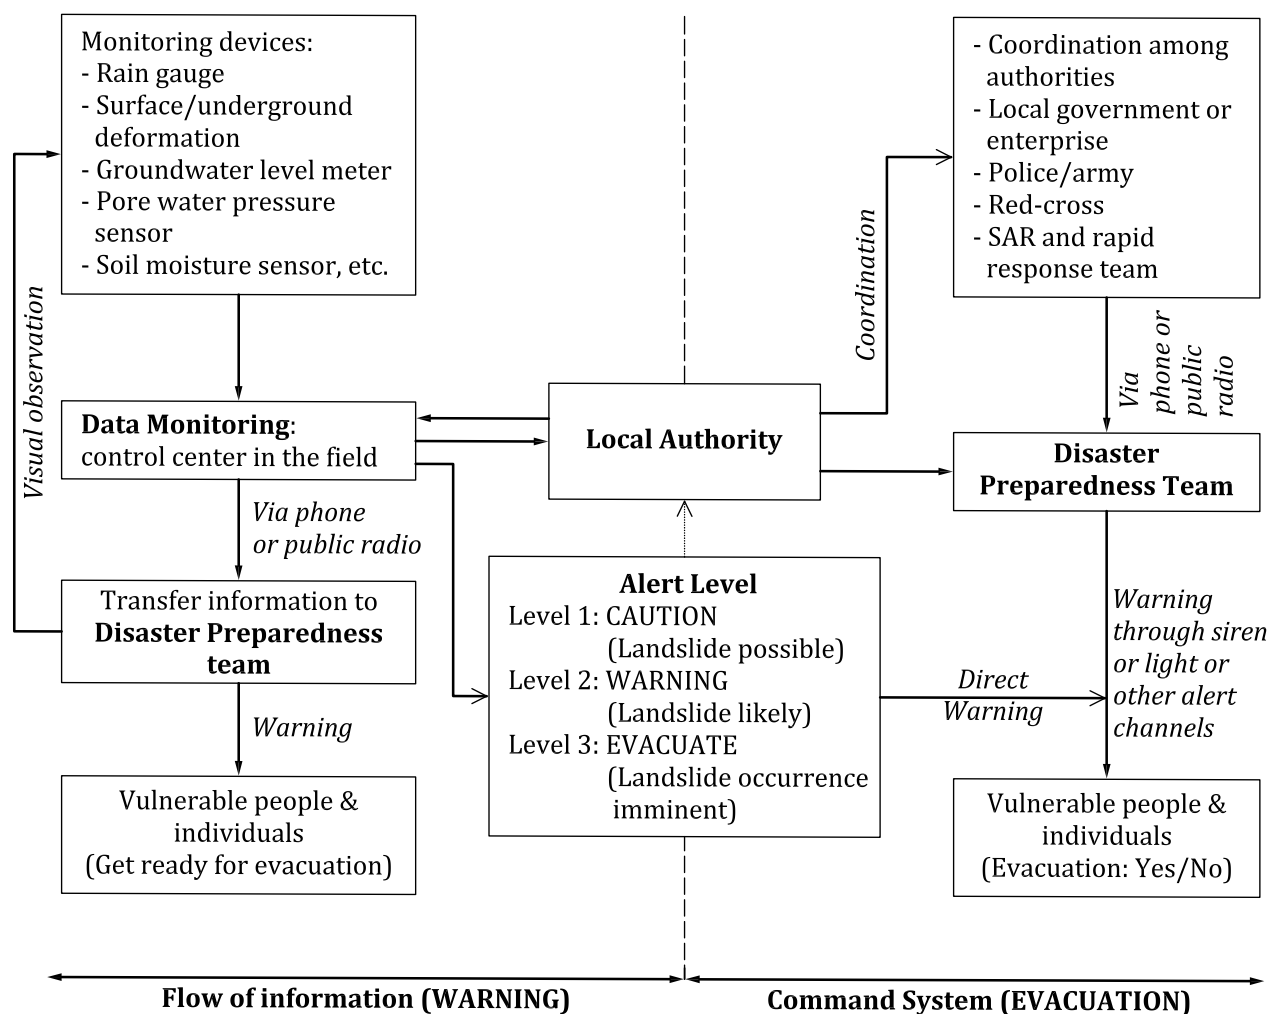 Monitoring devices:
- Rain gauge
- Surface/underground
deformation
- Groundwater level meter
- Pore water pressure
sensor
- Soil moisture sensor, etc.
Visual observation
Data Monitoring:
control center in the field
Via phone
or public radio
Transfer information to
Disaster Preparedness
team
Warning
Vulnerable people &
individuals
(Get ready for evacuation)
Local Authority
Alert Level
Level 1: CAUTION
(Landslide possible)
Level 2: WARNING
(Landslide likely)
Level 3: EVACUATE
(Landslide occurrence
imminent)
Coordination
- Coordination among
authorities
- Local government or
enterprise
- Police/army
- Red-cross
- SAR and rapid
response team
Via
phone or
public
radio
Disaster
Preparedness Team
Direct
Warning
Warning
through siren
or light or
other alert
channels
Vulnerable people &
individuals
(Evacuation: Yes/No)
Flow of information (WARNING)
Command System (EVACUATION)